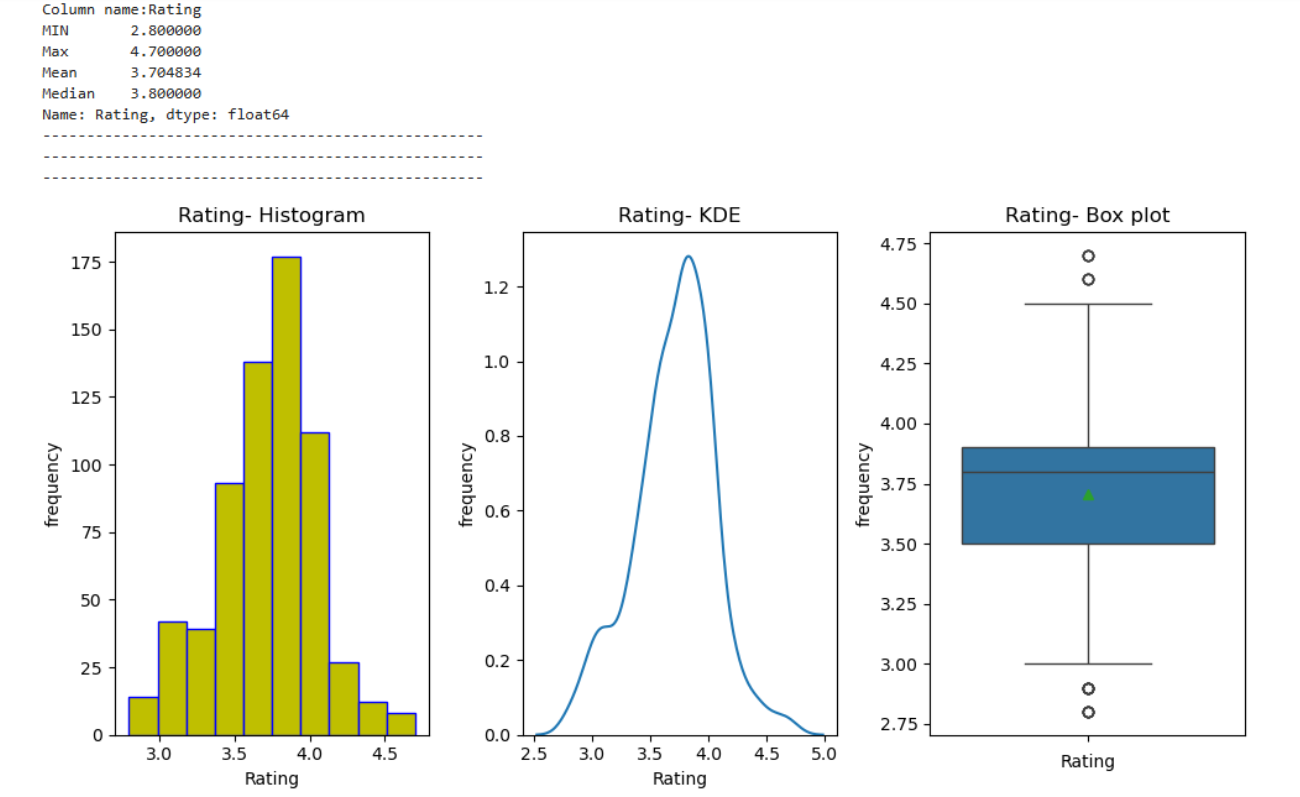 Column name:Rating
MIN 2.800000
Max 4.700000
Mean 3.704834
Median 3.800000
Name: Rating, dtype: float64
--------------------------------------------------
--------------------------------------------------
--------------------------------------------------
Rating- Histogram
175
150
125
100
75
50
25
0
frequency
3.0 3.5 4.0 4.5
Rating
Rating- KDE
1.2
1.0
0.8
0.6
0.4
0.2
0.0
frequency
2.5 3.0 3.5 4.0 4.5 5.0
Rating
Rating- Box plot
4.75
4.50
4.25
4.00
3.75
3.50
3.25
3.00
2.75
frequency
Rating